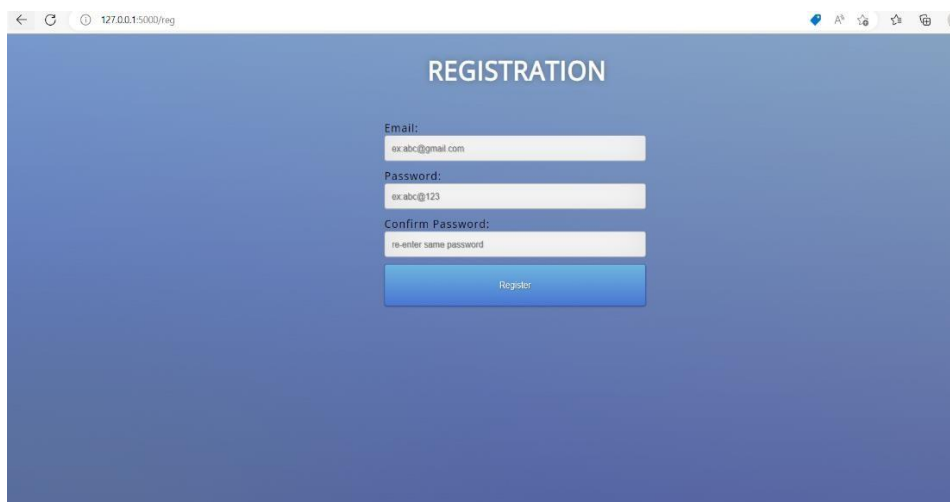 127.0.0.1:5000/reg
REGISTRATION
Email:
ex:abc@gmail.com
Password:
ex:abc@123
Confirm Password:
re-enter same password
Register